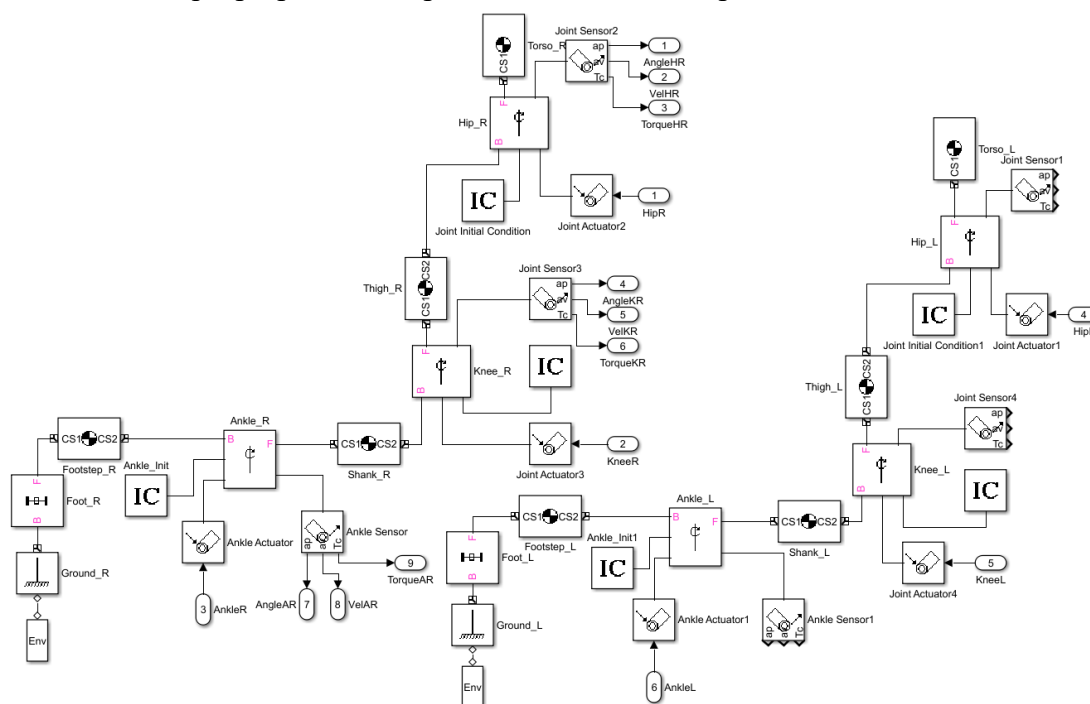 Joint Sensor2
Torso_R
CS1
ap
av
Tc
1
AngleHR
2
VelHR
3
TorqueHR
F
Hip_R
B
IC
Joint Initial Condition
Joint Actuator2
1
HipR
Torso_L
CS1
Joint Sensor1
ap
av
Tc
F
Hip_L
B
IC
Joint Initial Condition1
Joint Actuator1
4
CS2
Thigh_R
CS1
Joint Sensor3
ap
av
Tc
4
AngleKR
5
VelKR
6
TorqueKR
F
Knee_R
B
IC
Joint Actuator3
2
KneeR
CS2
Thigh_L
CS1
Joint Sensor4
ap
av
Tc
F
Knee_L
B
IC
Joint Actuator4
5
KneeL
CS1 CS2
Footstep_R
Ankle_R
B F
CS1 CS2
Shank_R
Ankle_Init
IC
F
Foot_R
B
Ankle Actuator
Ankle Sensor
ap
Tc
9
TorqueAR
Ground_R
3
AnkleR
AngleAR
7
8
VelAR
Env
CS1 CS2
Footstep_L
Ankle_L
B F
CS1 CS2
Shank_L
Ankle_Init1
IC
F
Foot_L
B
Ankle Actuator1
Ankle Sensor1
ap
Tc
Ground_L
6
AnkleL
Env